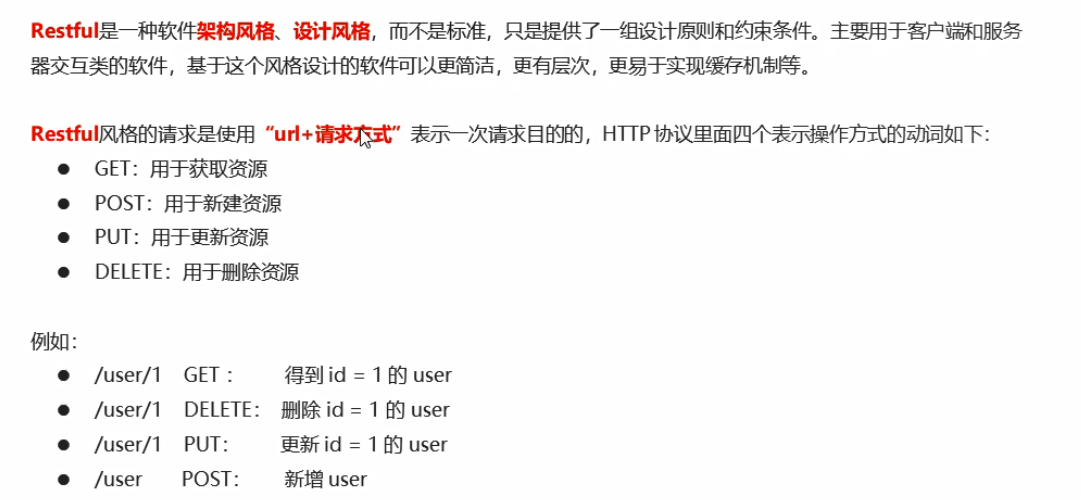 Restful是一种软件架构风格、设计风格，而不是标准，只是提供了一组设计原则和约束条件。主要用于客户端和服务
器交互类的软件，基于这个风格设计的软件可以更简洁，更有层次，更易于实现缓存机制等。
Restful风格的请求是使用“url+请求方式”表示一次请求目的的，HTTP 协议里面四个表示操作方式的动词如下：
● GET：用于获取资源
● POST：用于新建资源
● PUT：用于更新资源
● DELETE：用于删除资源
例如：
● /user/1 GET ： 得到 id = 1 的 user
● /user/1 DELETE： 删除 id = 1 的 user
● /user/1 PUT： 更新 id = 1 的 user
● /user POST： 新增 user